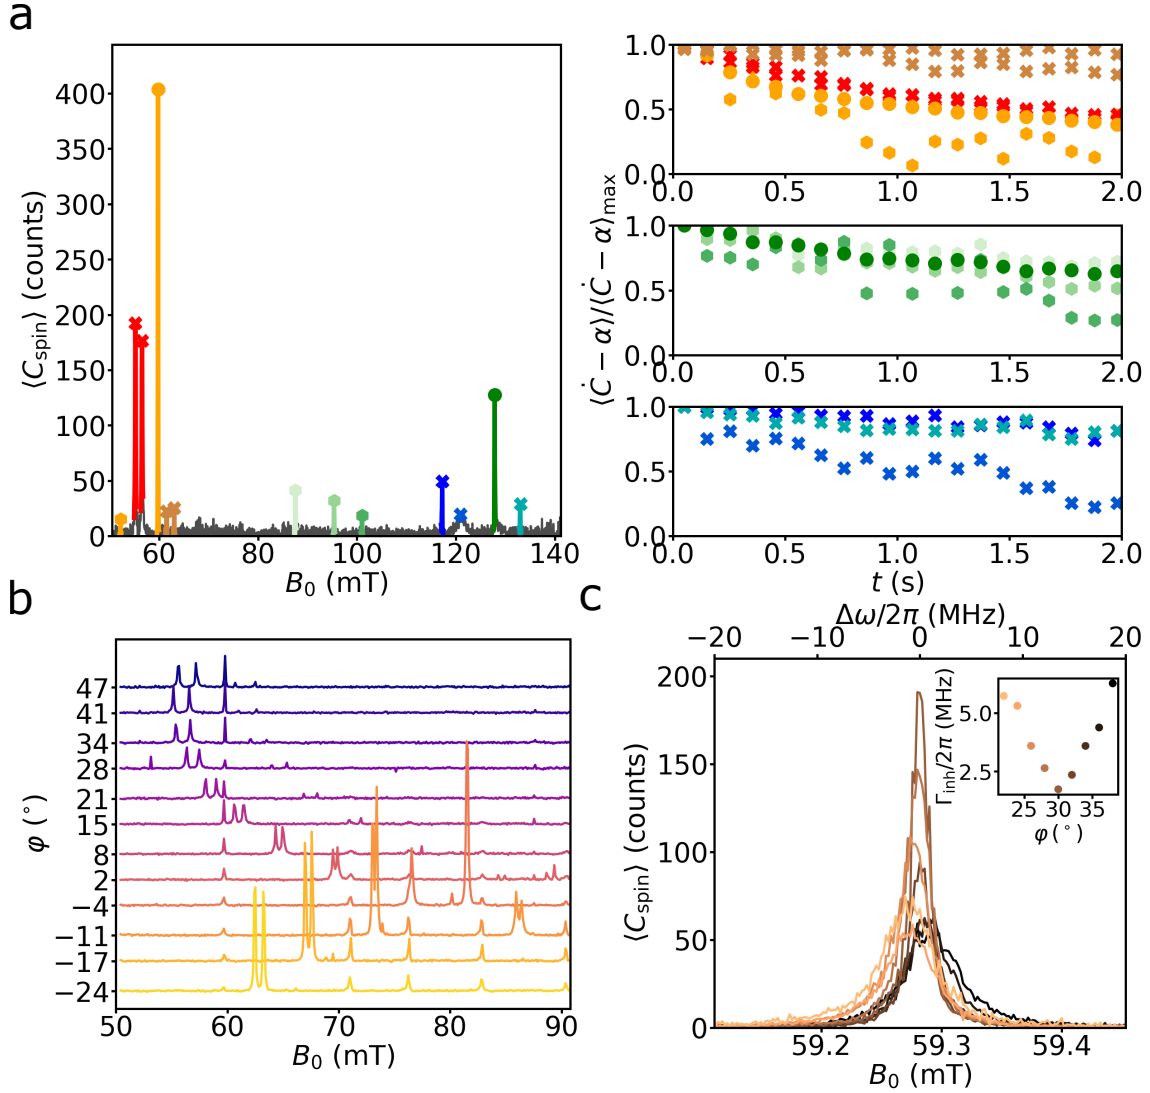 a
400
350
300
250
200
150
100
50
0
⟨C_spin⟩ (counts)
60 80 100 120 140
B₀ (mT)
1.0
0.5
0.0
0.0 0.5 1.0 1.5 2.0
1.0
0.5
0.0
0.0 0.5 1.0 1.5 2.0
1.0
0.5
0.0
0.0 0.5 1.0 1.5 2.0
⟨Ċ − α⟩/⟨Ċ − α⟩_max
t (s)
b
47
41
34
28
21
15
8
2
−4
−11
−17
−24
φ (°)
50 60 70 80 90
B₀ (mT)
c
Δω/2π (MHz)
−20 −10 0 10 20
200
150
100
50
0
⟨C_spin⟩ (counts)
59.2 59.3 59.4
B₀ (mT)
Γ_inh/2π (MHz)
5.0
2.5
25 30 35
φ (°)